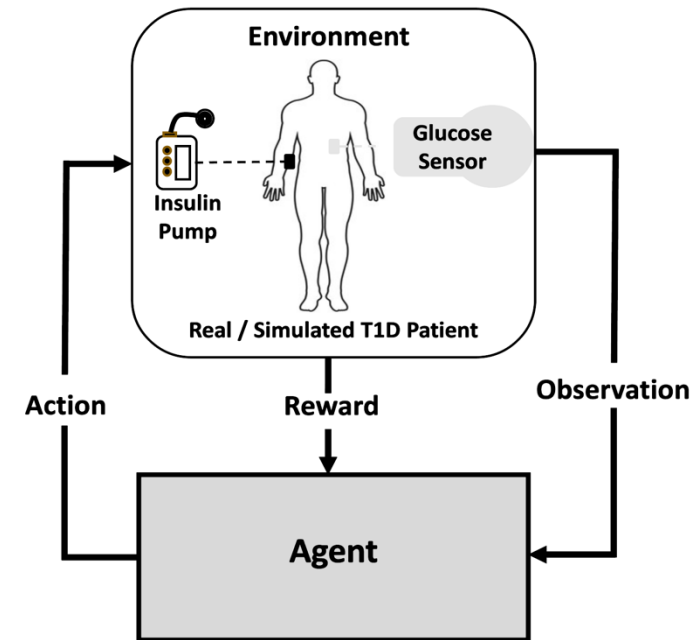 Environment
Glucose
Sensor
Insulin
Pump
Real / Simulated T1D Patient
Action
Reward
Observation
Agent